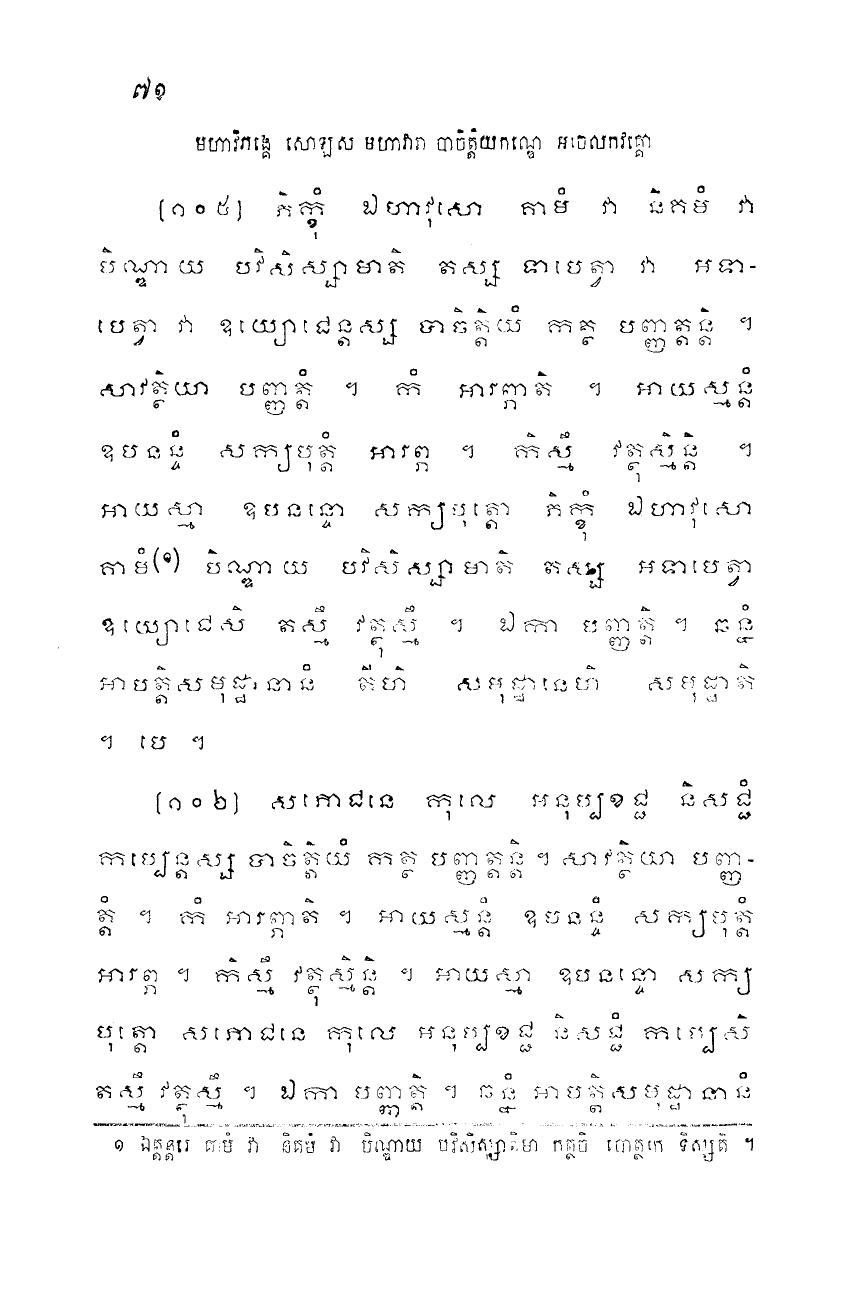 ៧១
មហាវិភង្គេ សោឡស មហាវារា បាចិត្តិយកណ្ឌេ អចេលកវគ្គោ
(១០៥) ភិក្ខុំ ឯហាវុសោ គាមំ វា និគមំ វា
បិណ្ឌាយ បវិសិស្សាមាតិ តស្ស ទាបេត្វា វា អទា-
បេត្វា វា ឧយ្យោជេន្តស្ស បាចិត្តិយំ កត្ថ បញ្ញត្តន្តិ ។
សាវត្ថិយា បញ្ញត្តំ ។ កំ អារព្ភាតិ ។ អាយស្មន្តំ
ឧបនន្ទំ សក្យបុត្តំ អារព្ភ ។ កិស្មឹ វត្ថុស្មិន្តិ ។
អាយស្មា ឧបនន្ទោ សក្យបុត្តោ ភិក្ខុំ ឯហាវុសោ
គាមំ(១) បិណ្ឌាយ បវិសិស្សាមាតិ តស្ស អទាបេត្វា
ឧយ្យោជេសិ តស្មឹ វត្ថុស្មឹ ។ ឯកា បញ្ញត្តិ ។ ឆន្នំ
អាបត្តិសមុដ្ឋានានំ តីហិ សមុដ្ឋានេហិ សមុដ្ឋាតិ
។ បេ ។
(១០៦) សភោជនេ កុលេ អនុប្បខជ្ជ និសជ្ជំ
កប្បេន្តស្ស បាចិត្តិយំ កត្ថ បញ្ញត្តន្តិ ។ សាវត្ថិយា បញ្ញ-
ត្តំ ។ កំ អារព្ភាតិ ។ អាយស្មន្តំ ឧបនន្ទំ សក្យបុត្តំ
អារព្ភ ។ កិស្មឹ វត្ថុស្មិន្តិ ។ អាយស្មា ឧបនន្ទោ សក្យ
បុត្តោ សភោជនេ កុលេ អនុប្បខជ្ជ និសជ្ជំ កប្បេសិ
តស្មឹ វត្ថុស្មឹ ។ ឯកា បញ្ញត្តិ ។ ឆន្នំ អាបត្តិសមុដ្ឋានានំ
១ ឯត្ថន្តរេ គាមំ វា និគមំ វា បិណ្ឌាយ បវិសិស្សាតិមា កត្ថចិ បោត្ថកេ ទិស្សតិ ។